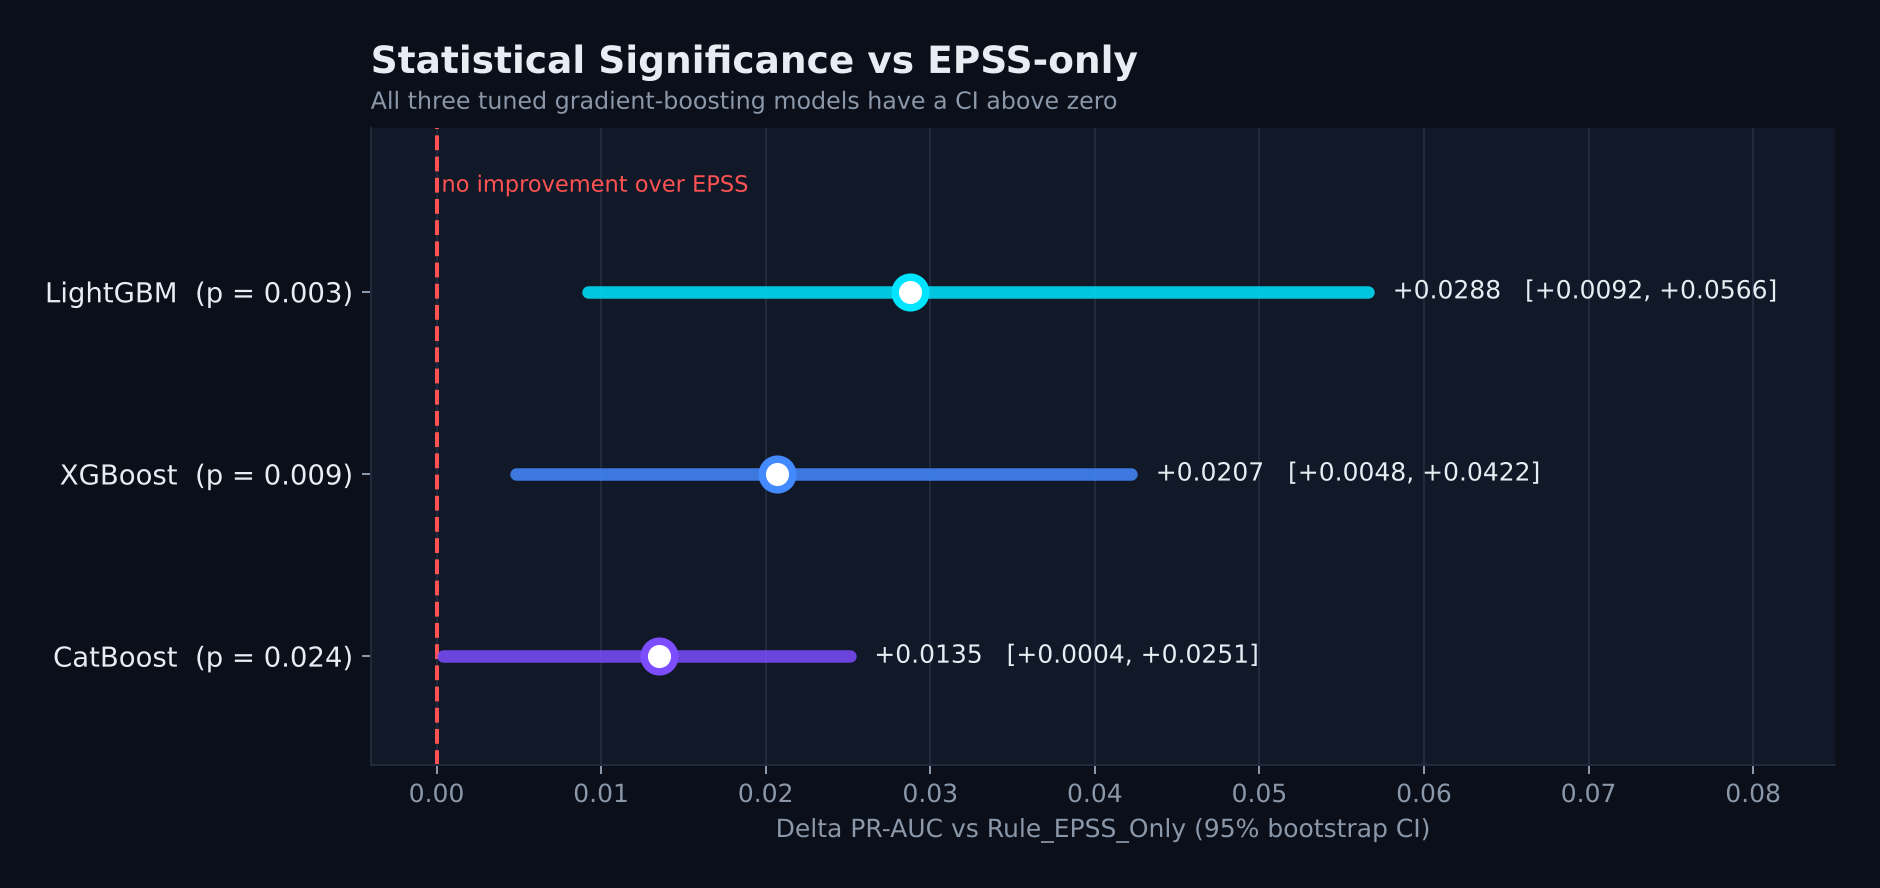 Statistical Significance vs EPSS-only
All three tuned gradient-boosting models have a CI above zero
no improvement over EPSS
LightGBM (p = 0.003) +0.0288 [+0.0092, +0.0566]
XGBoost (p = 0.009) +0.0207 [+0.0048, +0.0422]
CatBoost (p = 0.024) +0.0135 [+0.0004, +0.0251]
0.00 0.01 0.02 0.03 0.04 0.05 0.06 0.07 0.08
Delta PR-AUC vs Rule_EPSS_Only (95% bootstrap CI)